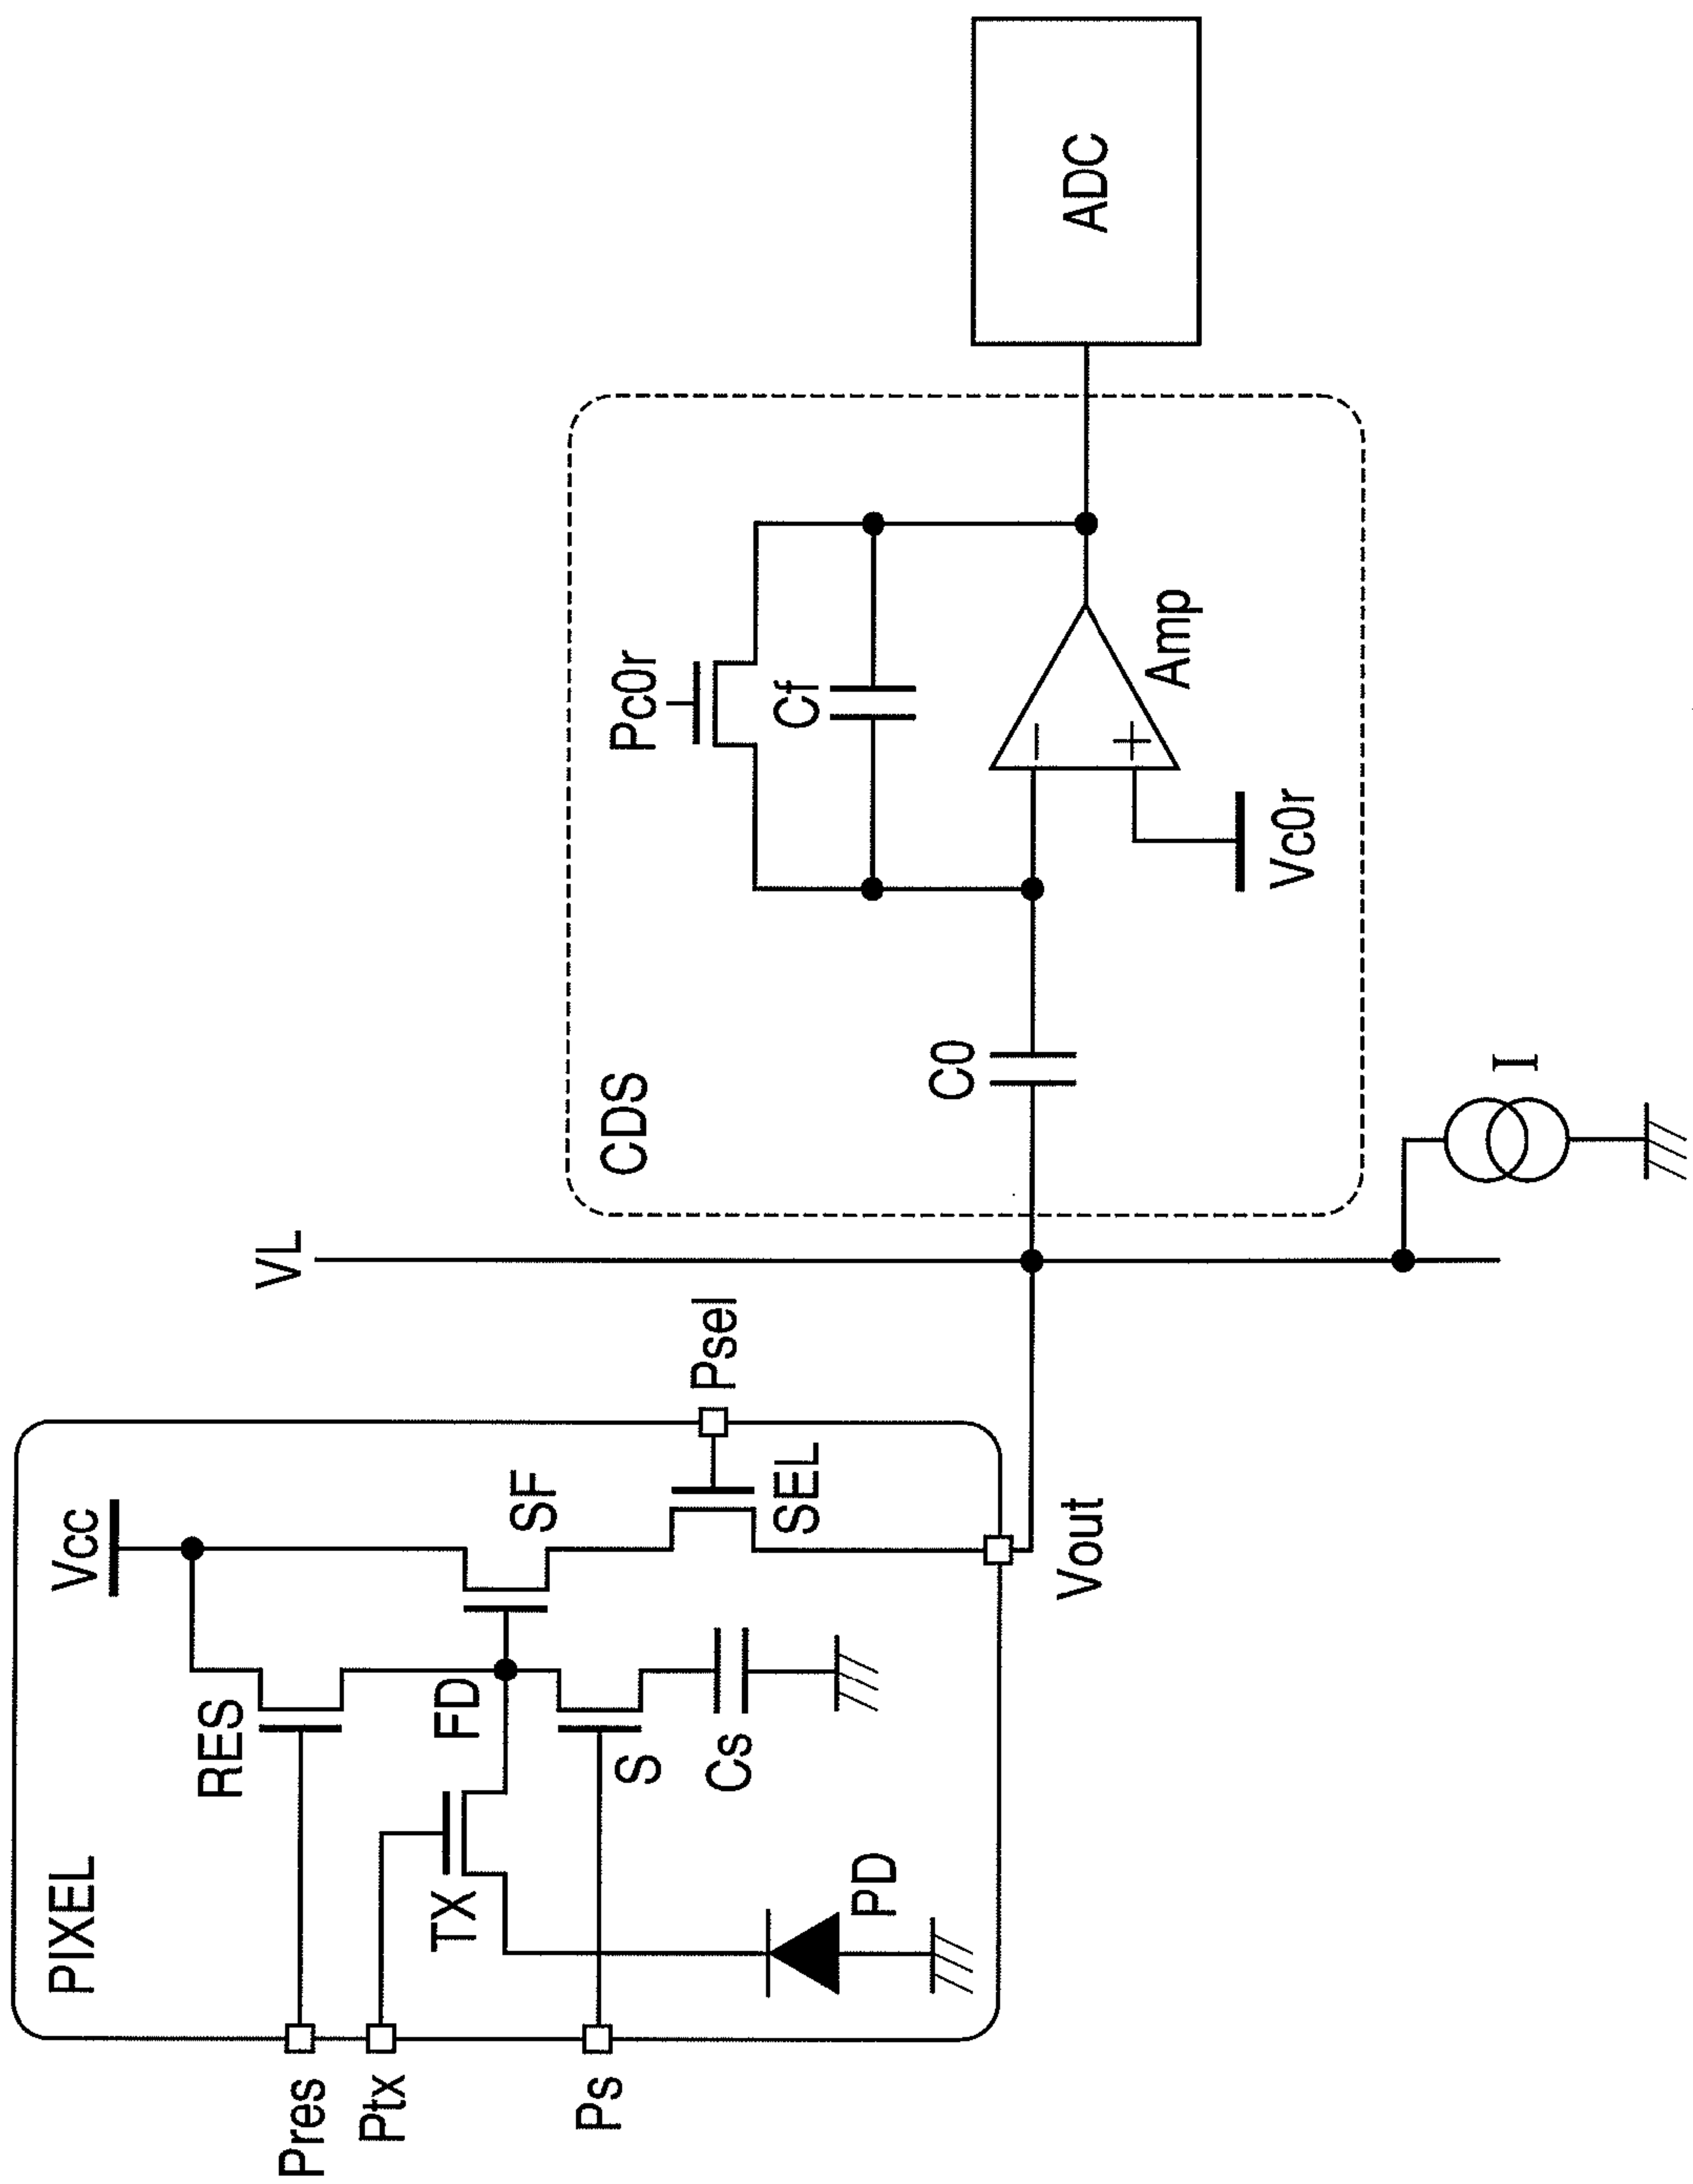 PIXEL
Vcc
Pres
RES
SF
Ptx
TX
FD
Psel
SEL
Ps
S
Cs
PD
Vout
VL
CDS
Pc0r
Cf
C0
−
+
Amp
Vc0r
I
ADC